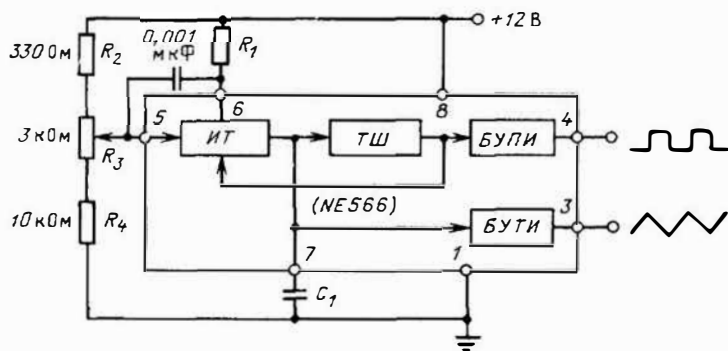 +12 В
0,001
мкФ
R₁
330 Ом
R₂
6
8
5
ИТ
ТШ
БУПИ
4
3 кОм
R₃
(NE566)
БУТИ
3
10 кОм
R₄
7
1
C₁